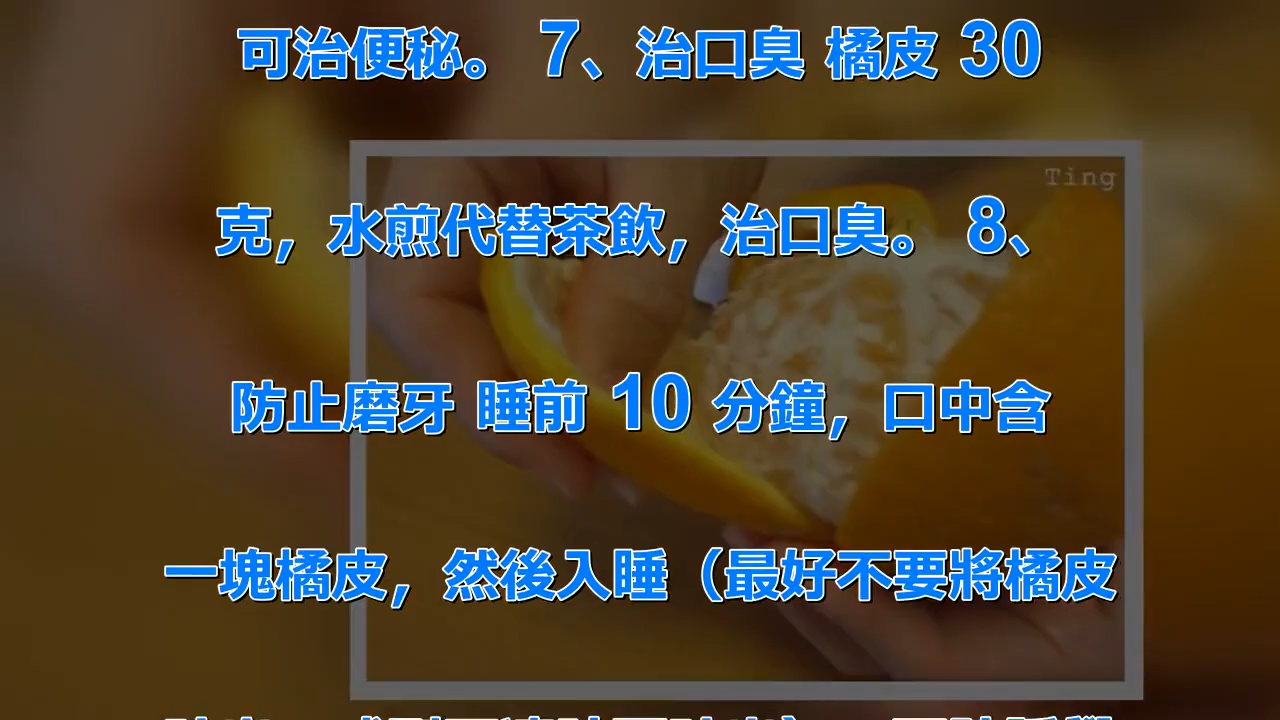 可治便秘。 7、治口臭 橘皮 30
Ting
克，水煎代替茶飲，治口臭。 8、
防止磨牙 睡前 10 分鐘，口中含
一塊橘皮，然後入睡（最好不要將橘皮